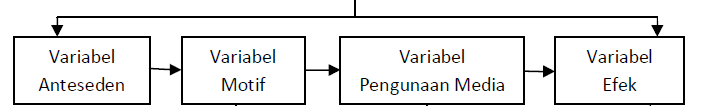 Variabel
Anteseden
Variabel
Motif
Variabel
Pengunaan Media
Variabel
Efek